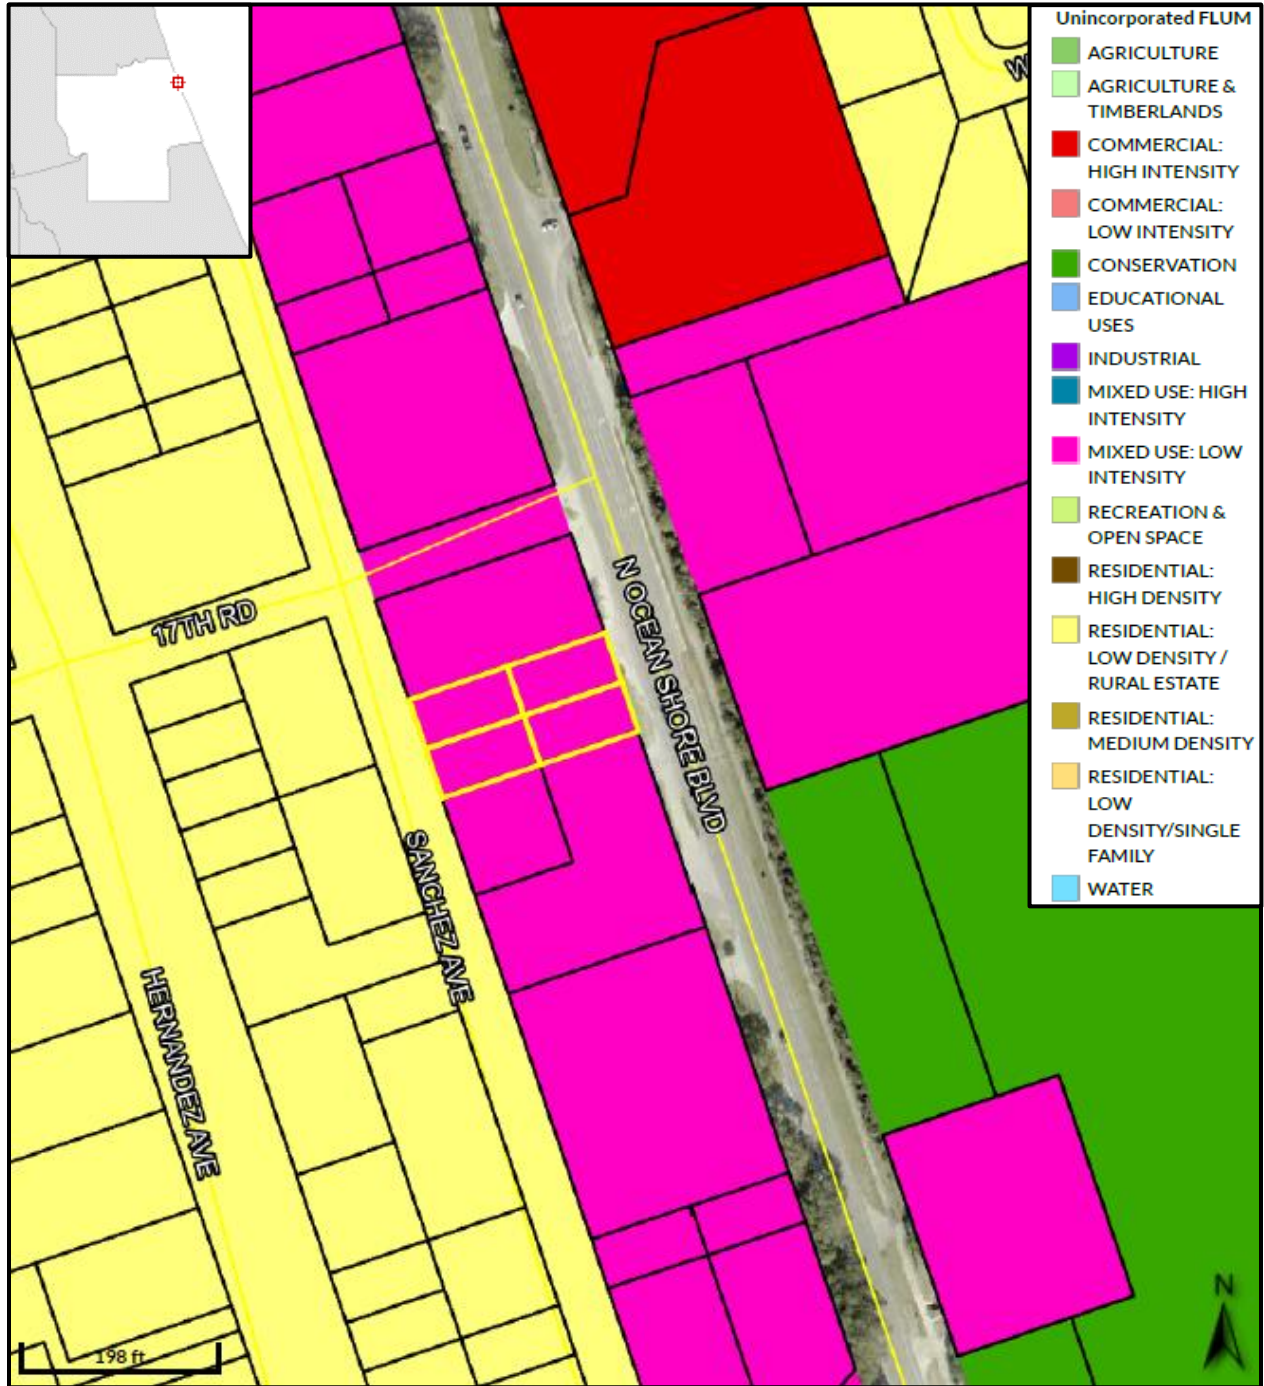 Unincorporated FLUM
AGRICULTURE
AGRICULTURE &
TIMBERLANDS
COMMERCIAL:
HIGH INTENSITY
COMMERCIAL:
LOW INTENSITY
CONSERVATION
EDUCATIONAL
USES
INDUSTRIAL
MIXED USE: HIGH
INTENSITY
MIXED USE: LOW
INTENSITY
RECREATION &
OPEN SPACE
RESIDENTIAL:
HIGH DENSITY
RESIDENTIAL:
LOW DENSITY /
RURAL ESTATE
RESIDENTIAL:
MEDIUM DENSITY
RESIDENTIAL:
LOW
DENSITY/SINGLE
FAMILY
WATER
W
17TH RD
N OCEAN SHORE BLVD
SANCHEZ AVE
HERNANDEZ AVE
198 ft
N